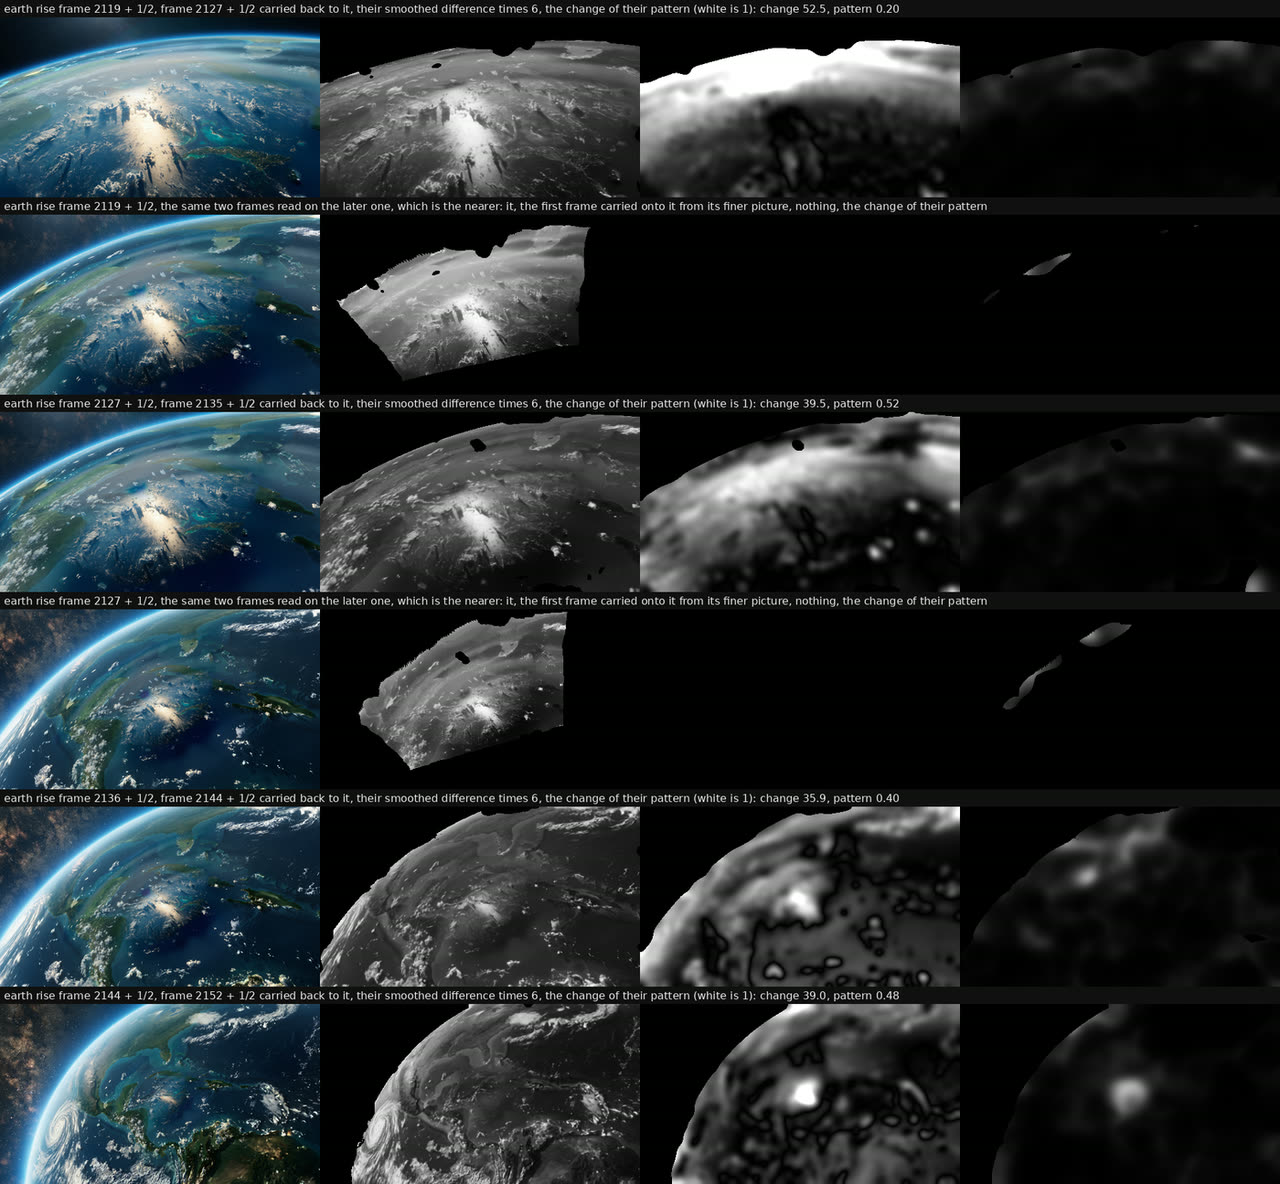 earth rise frame 2119 + 1/2, frame 2127 + 1/2 carried back to it, their smoothed difference times 6, the change of their pattern (white is 1): change 52.5, pattern 0.20
earth rise frame 2119 + 1/2, the same two frames read on the later one, which is the nearer: it, the first frame carried onto it from its finer picture, nothing, the change of their pattern
earth rise frame 2127 + 1/2, frame 2135 + 1/2 carried back to it, their smoothed difference times 6, the change of their pattern (white is 1): change 39.5, pattern 0.52
earth rise frame 2127 + 1/2, the same two frames read on the later one, which is the nearer: it, the first frame carried onto it from its finer picture, nothing, the change of their pattern
earth rise frame 2136 + 1/2, frame 2144 + 1/2 carried back to it, their smoothed difference times 6, the change of their pattern (white is 1): change 35.9, pattern 0.40
earth rise frame 2144 + 1/2, frame 2152 + 1/2 carried back to it, their smoothed difference times 6, the change of their pattern (white is 1): change 39.0, pattern 0.48